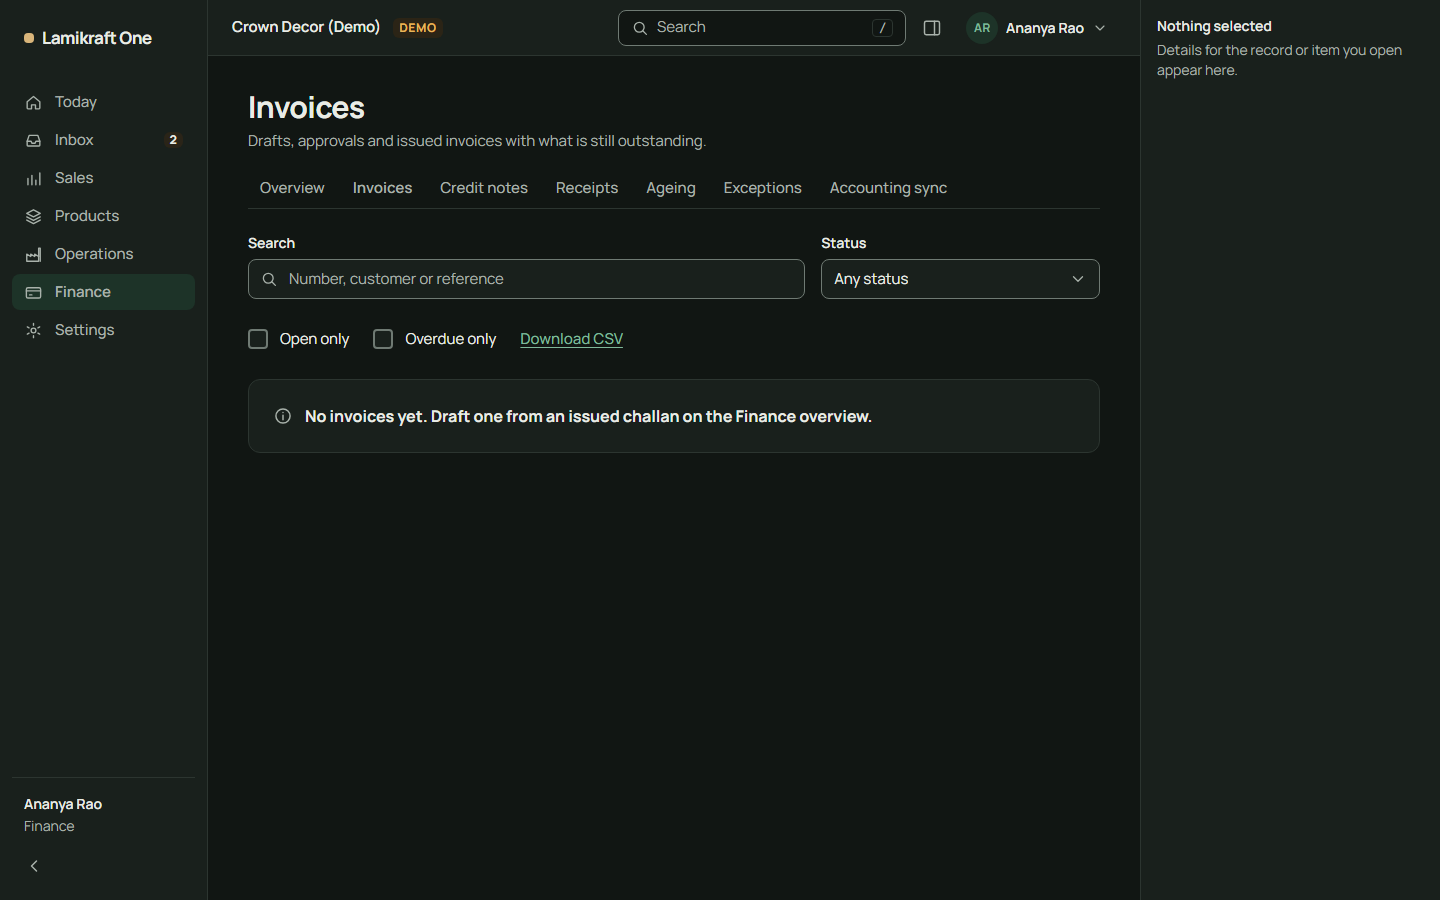 Lamikraft One
Today
Inbox 2
Sales
Products
Operations
Finance
Settings
Ananya Rao
Finance
Crown Decor (Demo) DEMO
Search /
AR Ananya Rao
Invoices
Drafts, approvals and issued invoices with what is still outstanding.
Overview Invoices Credit notes Receipts Ageing Exceptions Accounting sync
Search
Number, customer or reference
Status
Any status
Open only Overdue only Download CSV
No invoices yet. Draft one from an issued challan on the Finance overview.
Nothing selected
Details for the record or item you open
appear here.